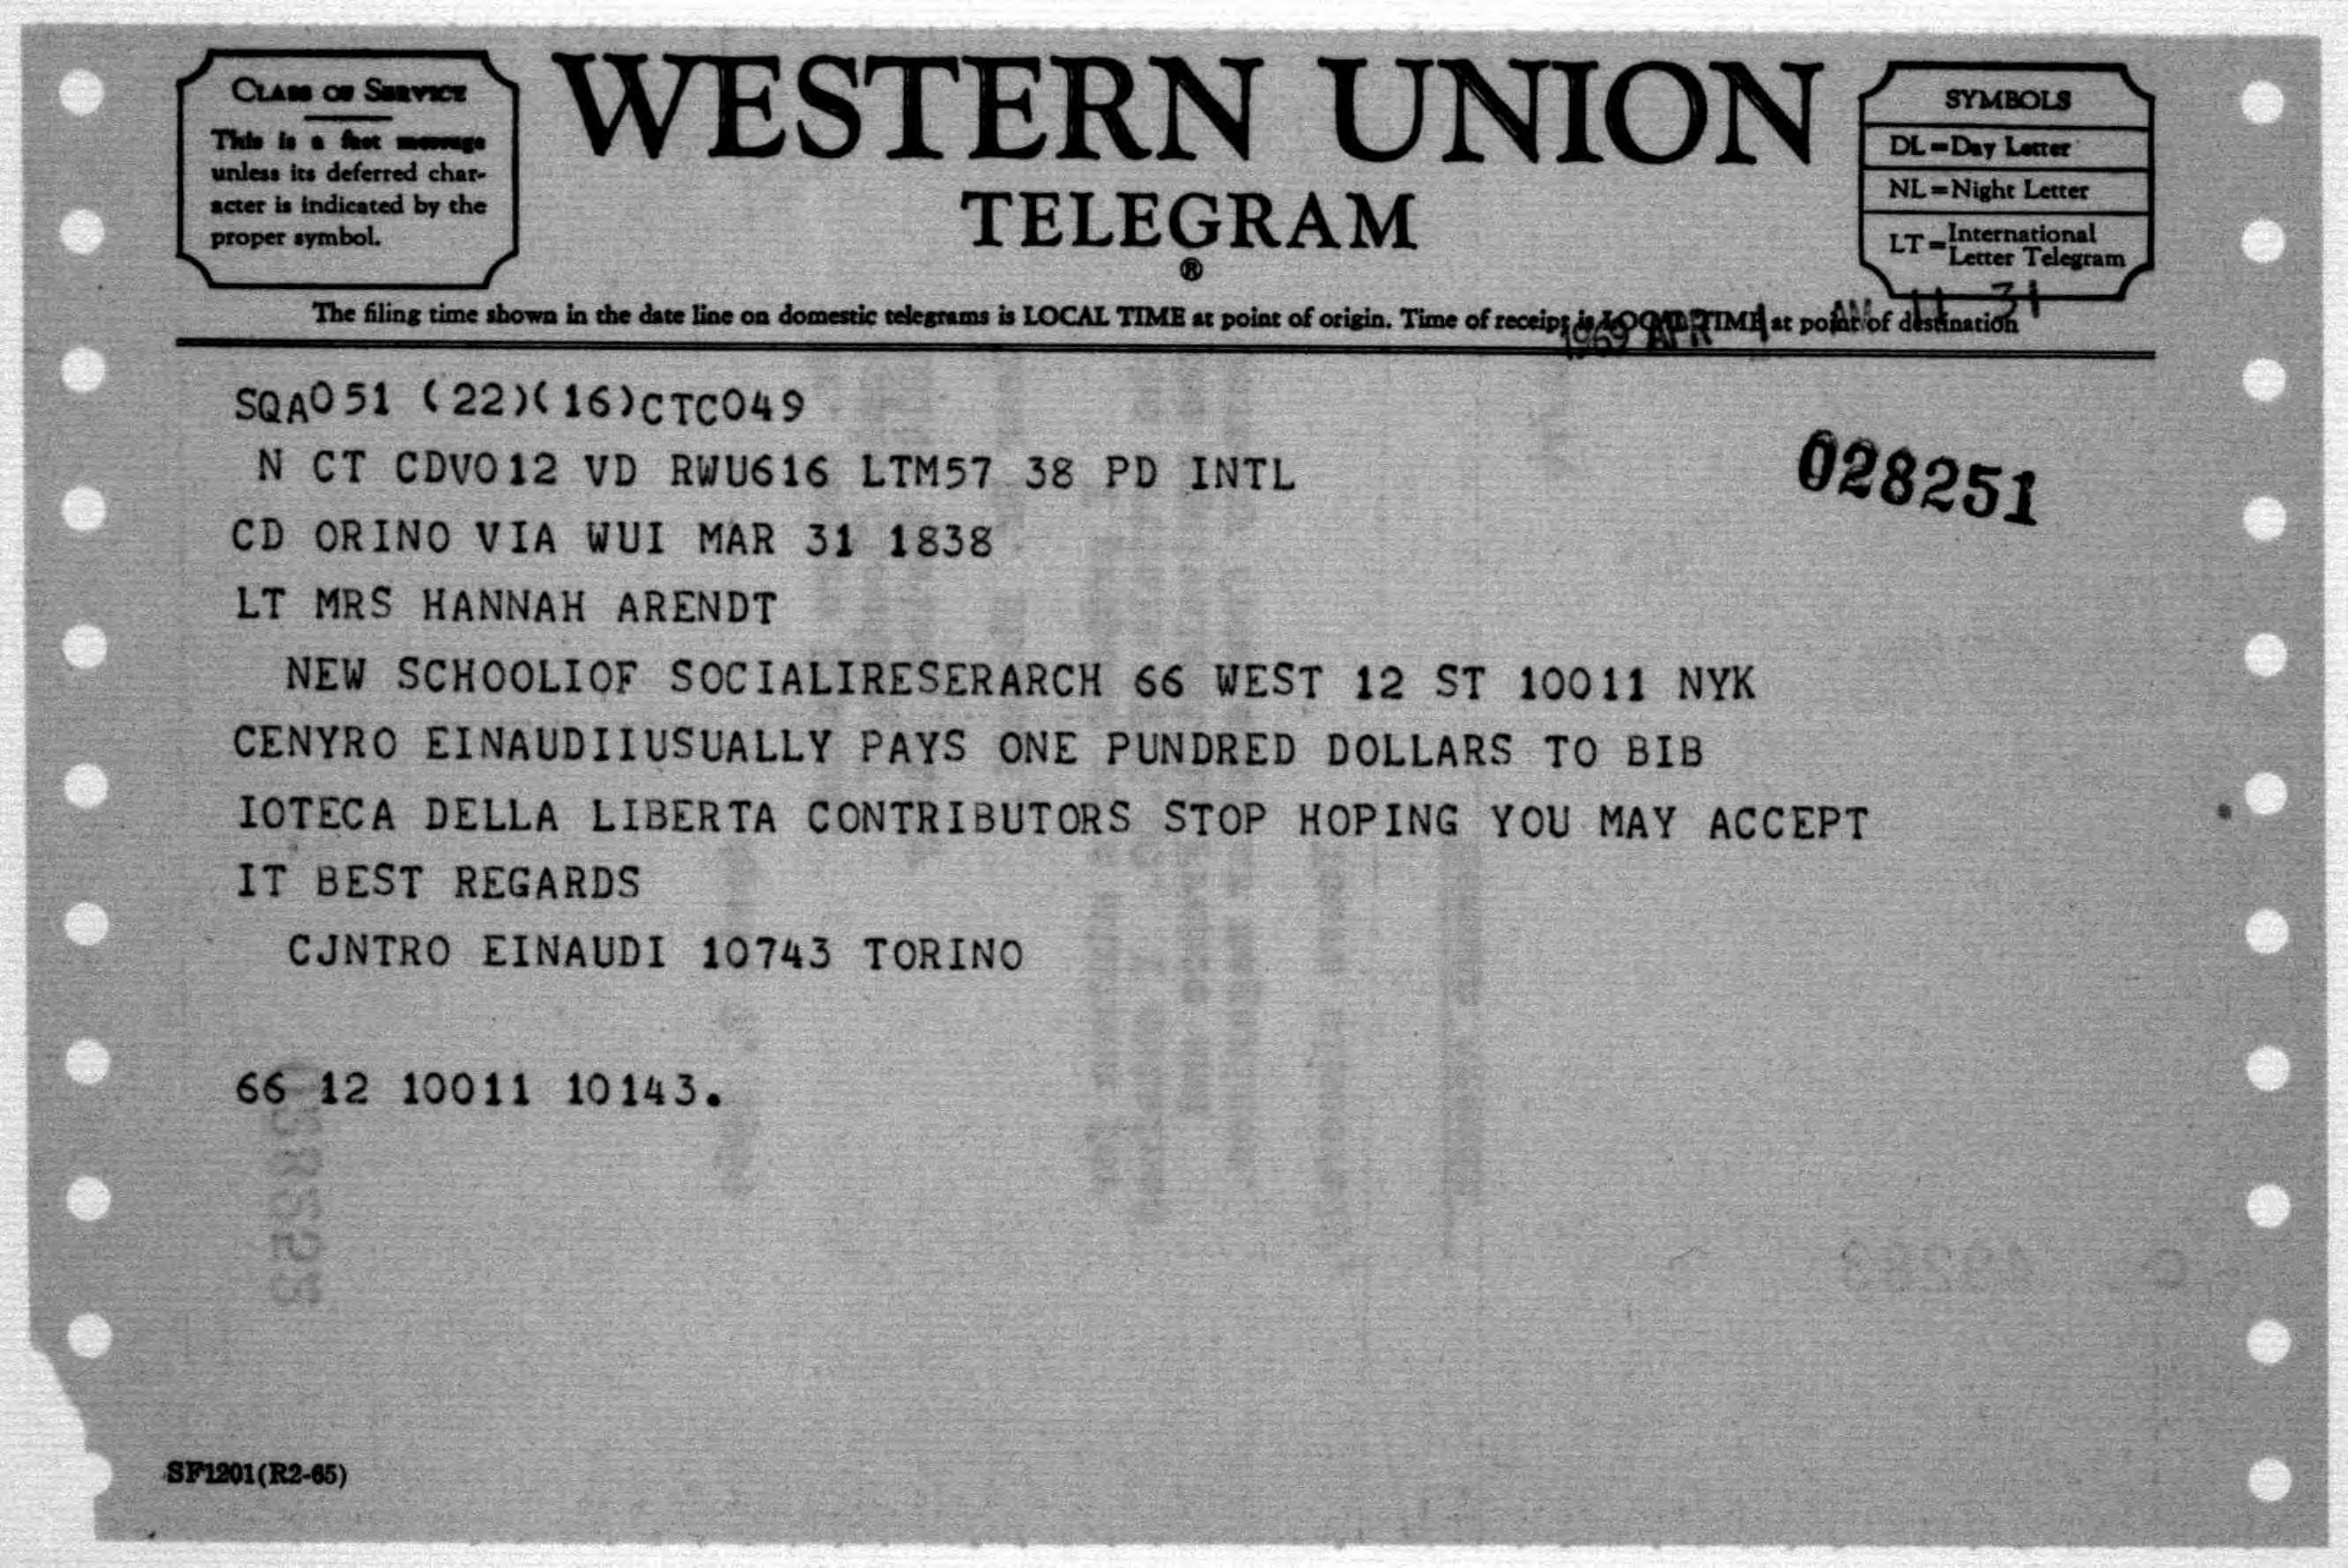 CLASS OF SERVICE
This is a fast message
unless its deferred char-
acter is indicated by the
proper symbol.
WESTERN UNION
TELEGRAM
®
SYMBOLS
DL=Day Letter
NL=Night Letter
LT=International
Letter Telegram
The filing time shown in the date line on domestic telegrams is LOCAL TIME at point of origin. Time of receipt is LOCAL TIME at point of destination
1969 APR 1 AM 11 31
SQA051 (22)(16)CTC049
N CT CDV012 VD RWU616 LTM57 38 PD INTL
028251
CD ORINO VIA WUI MAR 31 1838
LT MRS HANNAH ARENDT
NEW SCHOOLIOF SOCIALIRESERARCH 66 WEST 12 ST 10011 NYK
CENYRO EINAUDIIUSUALLY PAYS ONE PUNDRED DOLLARS TO BIB
IOTECA DELLA LIBERTA CONTRIBUTORS STOP HOPING YOU MAY ACCEPT
IT BEST REGARDS
CJNTRO EINAUDI 10743 TORINO
66 12 10011 10143.
SF1201(R2-65)